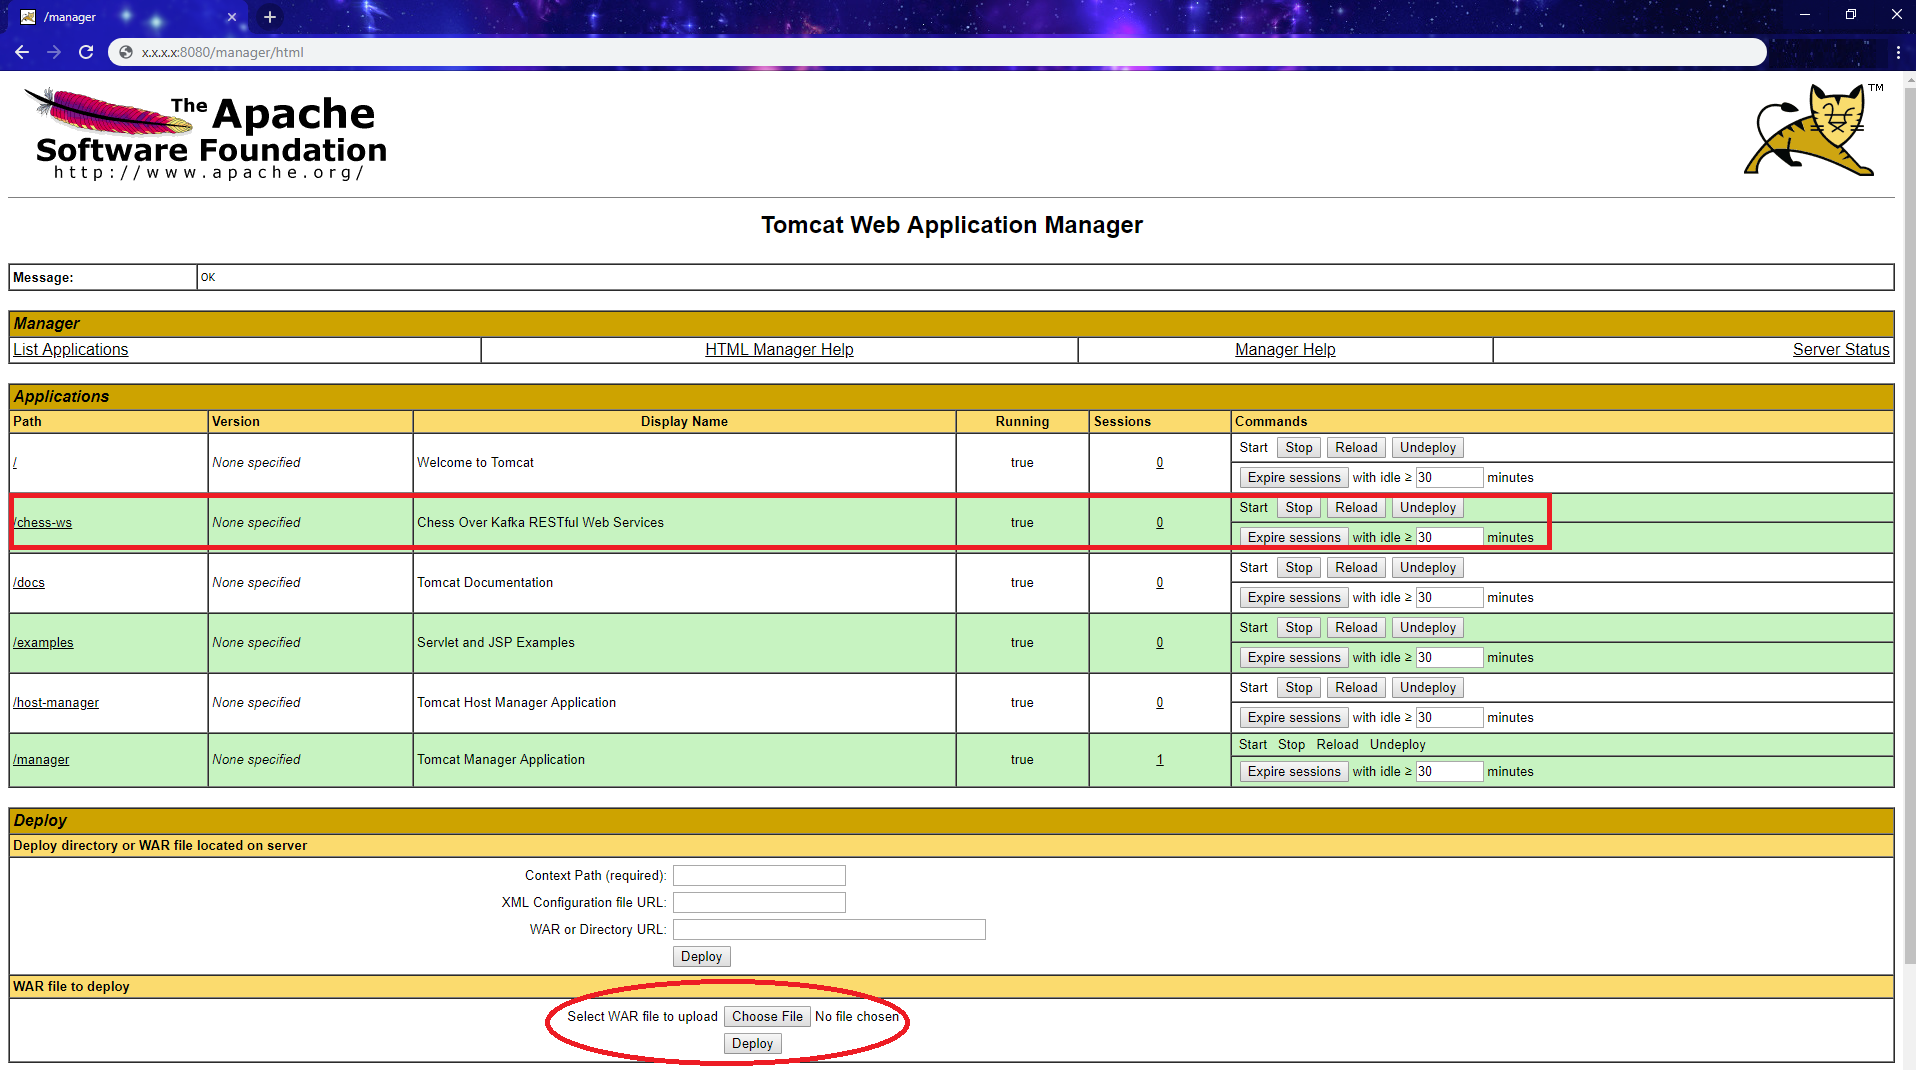 /manager
x.x.x.x:8080/manager/html
The Apache
Software Foundation
http://www.apache.org/
TM
Tomcat Web Application Manager
Message: OK
Manager
List Applications HTML Manager Help Manager Help Server Status
Applications
Path Version Display Name Running Sessions Commands
/ None specified Welcome to Tomcat true 0 Start Stop Reload Undeploy
Expire sessions with idle ≥ 30 minutes
/chess-ws None specified Chess Over Kafka RESTful Web Services true 0 Start Stop Reload Undeploy
Expire sessions with idle ≥ 30 minutes
/docs None specified Tomcat Documentation true 0 Start Stop Reload Undeploy
Expire sessions with idle ≥ 30 minutes
/examples None specified Servlet and JSP Examples true 0 Start Stop Reload Undeploy
Expire sessions with idle ≥ 30 minutes
/host-manager None specified Tomcat Host Manager Application true 0 Start Stop Reload Undeploy
Expire sessions with idle ≥ 30 minutes
/manager None specified Tomcat Manager Application true 1 Start Stop Reload Undeploy
Expire sessions with idle ≥ 30 minutes
Deploy
Deploy directory or WAR file located on server
Context Path (required):
XML Configuration file URL:
WAR or Directory URL:
Deploy
WAR file to deploy
Select WAR file to upload Choose File No file chosen
Deploy